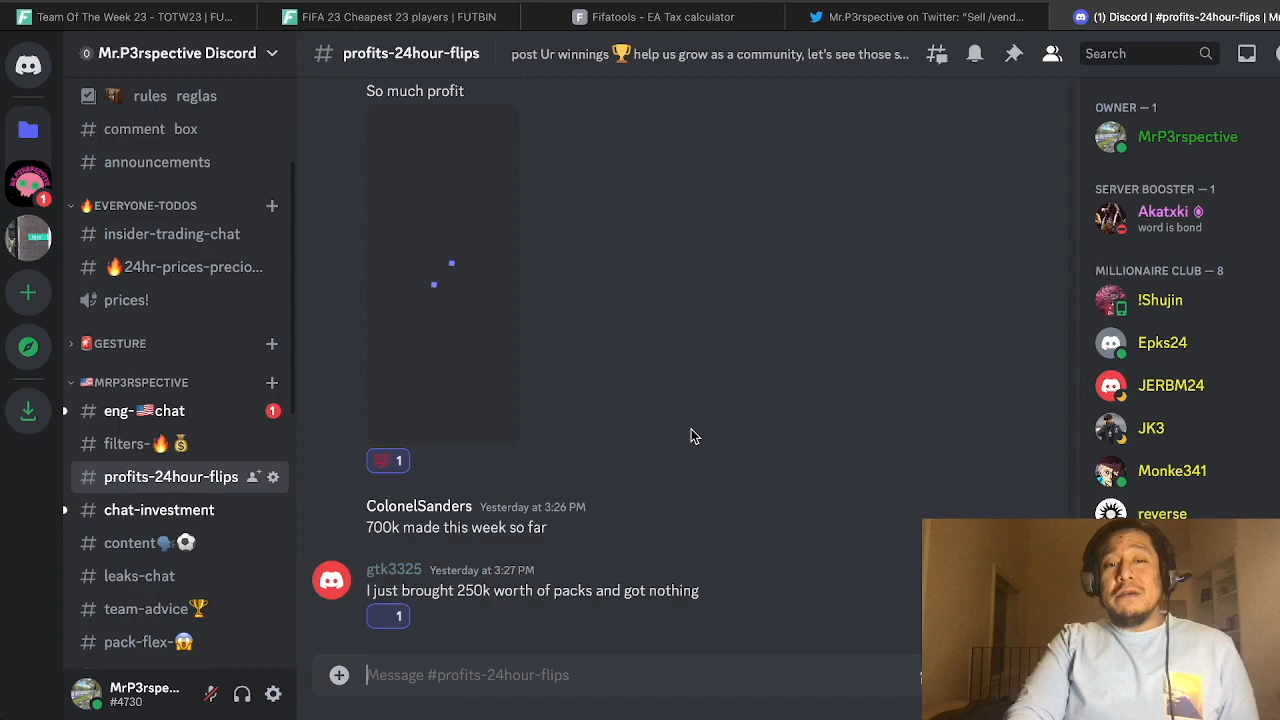 Team Of The Week 23 - TOTW23 | FU...
FIFA 23 Cheapest 23 players | FUTBIN
Fifatools - EA Tax calculator
Mr.P3rspective on Twitter: "Sell /vend...
(1) Discord | #profits-24hour-flips | M
Mr.P3rspective Discord
# profits-24hour-flips
post Ur winnings 🏆 help us grow as a community, let's see those s...
Search
rules reglas
# comment box
# announcements
🔥EVERYONE-TODOS
# insider-trading-chat
# 🔥24hr-prices-precio...
prices!
🚨GESTURE
🇺🇸MRP3RSPECTIVE
# eng-🇺🇸chat 1
# filters-🔥💰
# profits-24hour-flips
# chat-investment
# content🗣⚽
# leaks-chat
# team-advice🏆
# pack-flex-😱
MrP3rspe...
#4730
1
So much profit
💯 1
ColonelSanders Yesterday at 3:26 PM
700k made this week so far
gtk3325 Yesterday at 3:27 PM
I just brought 250k worth of packs and got nothing
1
Message #profits-24hour-flips
OWNER — 1
MrP3rspective
SERVER BOOSTER — 1
Akatxki
word is bond
MILLIONAIRE CLUB — 8
!Shujin
Epks24
JERBM24
JK3
Monke341
reverse